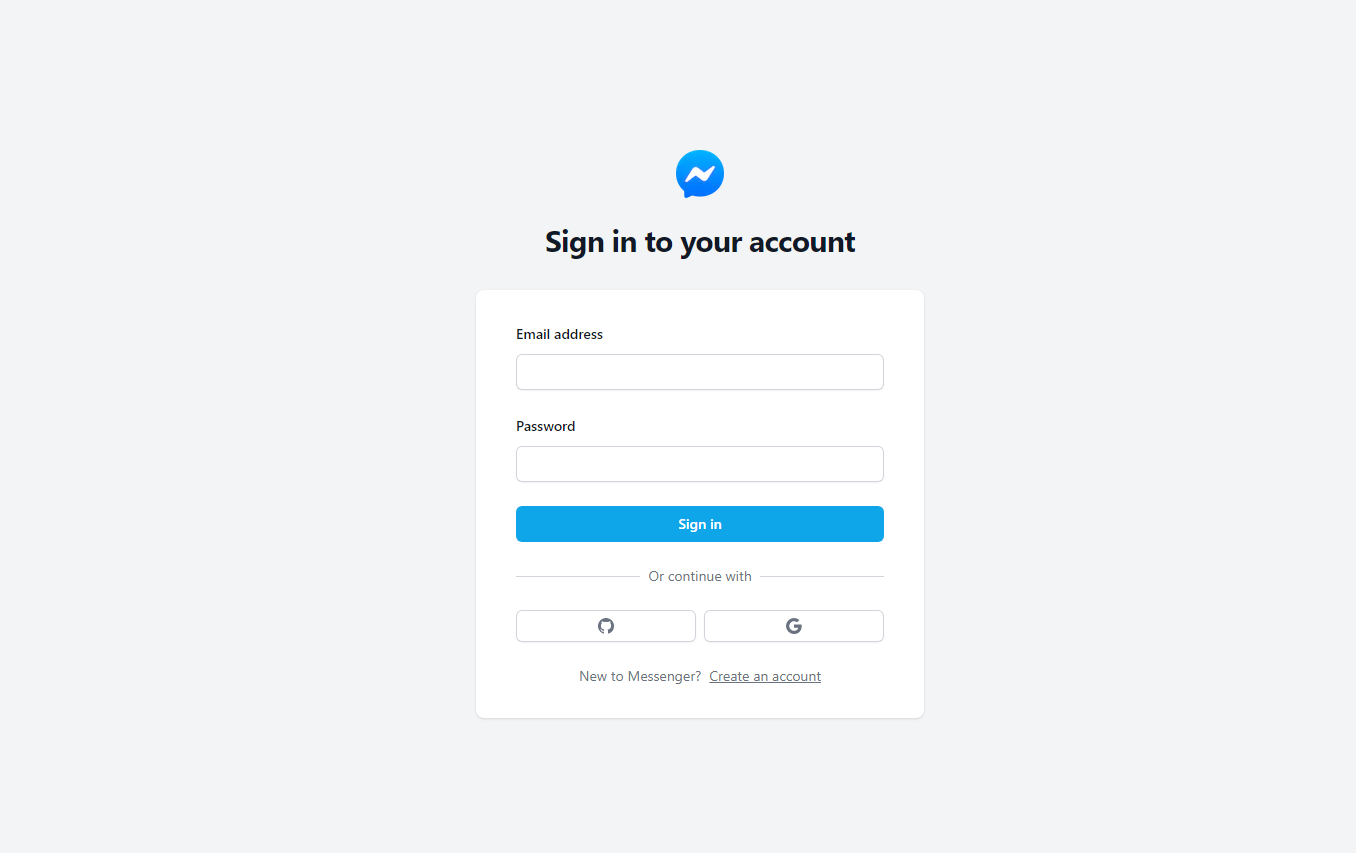 Sign in to your account
Email address
Password
Sign in
Or continue with
New to Messenger? Create an account